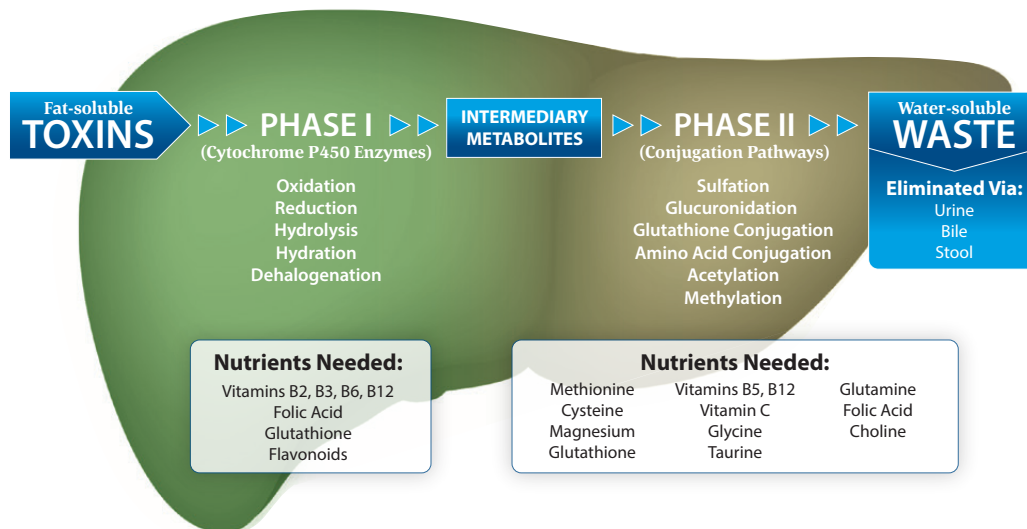 Fat-soluble
TOXINS
PHASE I
(Cytochrome P450 Enzymes)
Oxidation
Reduction
Hydrolysis
Hydration
Dehalogenation
INTERMEDIARY
METABOLITES
PHASE II
(Conjugation Pathways)
Sulfation
Glucuronidation
Glutathione Conjugation
Amino Acid Conjugation
Acetylation
Methylation
Water-soluble
WASTE
Eliminated Via:
Urine
Bile
Stool
Nutrients Needed:
Vitamins B2, B3, B6, B12
Folic Acid
Glutathione
Flavonoids
Nutrients Needed:
Methionine
Cysteine
Magnesium
Glutathione
Vitamins B5, B12
Vitamin C
Glycine
Taurine
Glutamine
Folic Acid
Choline